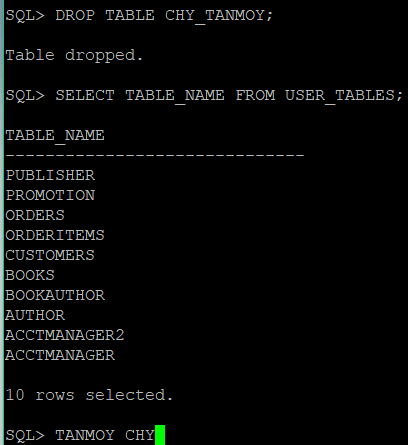 SQL> DROP TABLE CHY_TANMOY;
Table dropped.
SQL> SELECT TABLE_NAME FROM USER_TABLES;
TABLE_NAME
------------------------------
PUBLISHER
PROMOTION
ORDERS
ORDERITEMS
CUSTOMERS
BOOKS
BOOKAUTHOR
AUTHOR
ACCTMANAGER2
ACCTMANAGER
10 rows selected.
SQL> TANMOY CHY